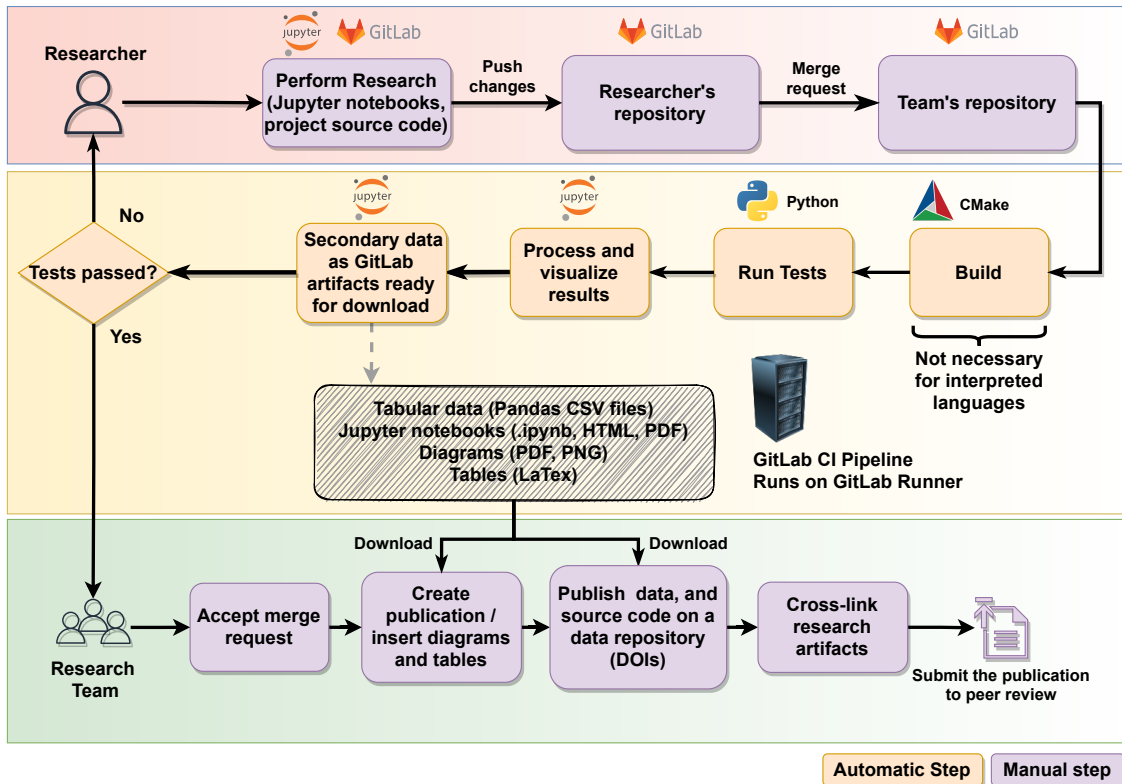 Researcher
jupyter
GitLab
Perform Research
(Jupyter notebooks,
project source code)
Push
changes
GitLab
Researcher's
repository
Merge
request
GitLab
Team's repository
No
Tests passed?
Yes
jupyter
Secondary data
as GitLab
artifacts ready
for download
jupyter
Process and
visualize
results
Python
Run Tests
CMake
Build
Not necessary
for interpreted
languages
Tabular data (Pandas CSV files)
Jupyter notebooks (.ipynb, HTML, PDF)
Diagrams (PDF, PNG)
Tables (LaTex)
GitLab CI Pipeline
Runs on GitLab Runner
Download
Download
Research
Team
Accept merge
request
Create
publication /
insert diagrams
and tables
Publish data, and
source code on a
data repository
(DOIs)
Cross-link
research
artifacts
Submit the publication
to peer review
Automatic Step
Manual step